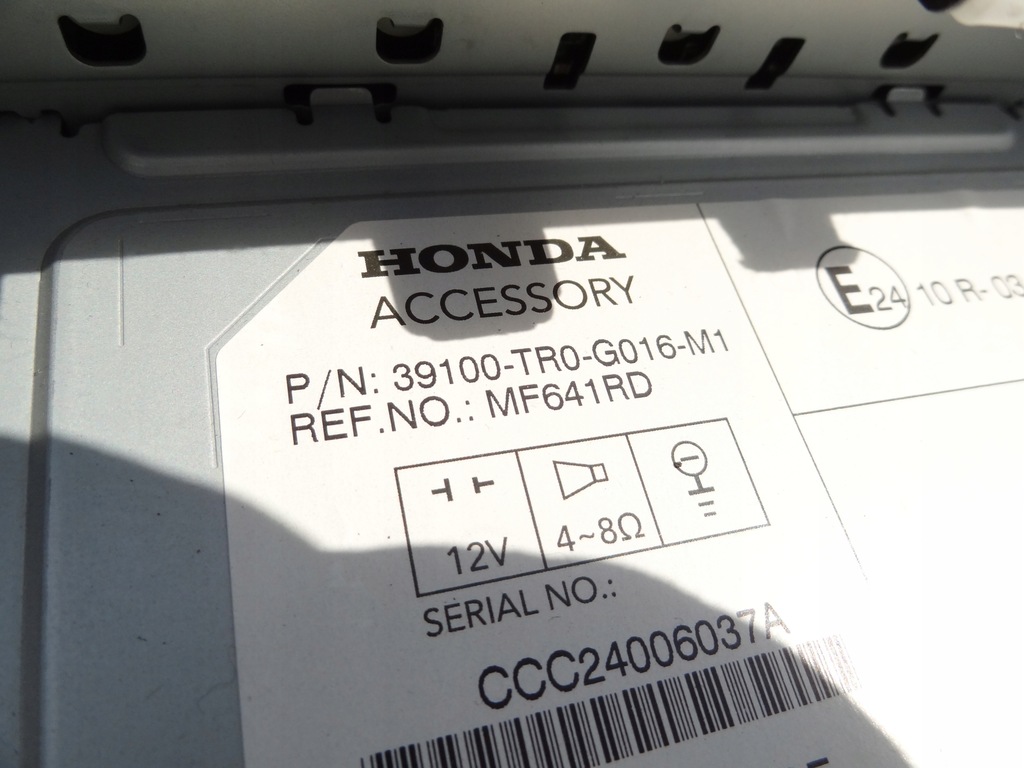 HONDA
ACCESSORY
P/N: 39100-TR0-G016-M1
REF.NO.: MF641RD
12V
4~8Ω
SERIAL NO.:
CCC24006037A
E24 10 R-03